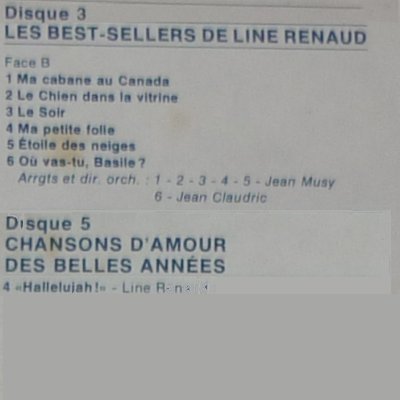 Disque 3
LES BEST-SELLERS DE LINE RENAUD
Face B
1 Ma cabane au Canada
2 Le Chien dans la vitrine
3 Le Soir
4 Ma petite folie
5 Étoile des neiges
6 Où vas-tu, Basile ?
Arrgts et dir. orch. : 1 - 2 - 3 - 4 - 5 - Jean Musy
6 - Jean Claudric
Disque 5
CHANSONS D'AMOUR
DES BELLES ANNÉES
4 «Hallelujah!» - Line Renaud